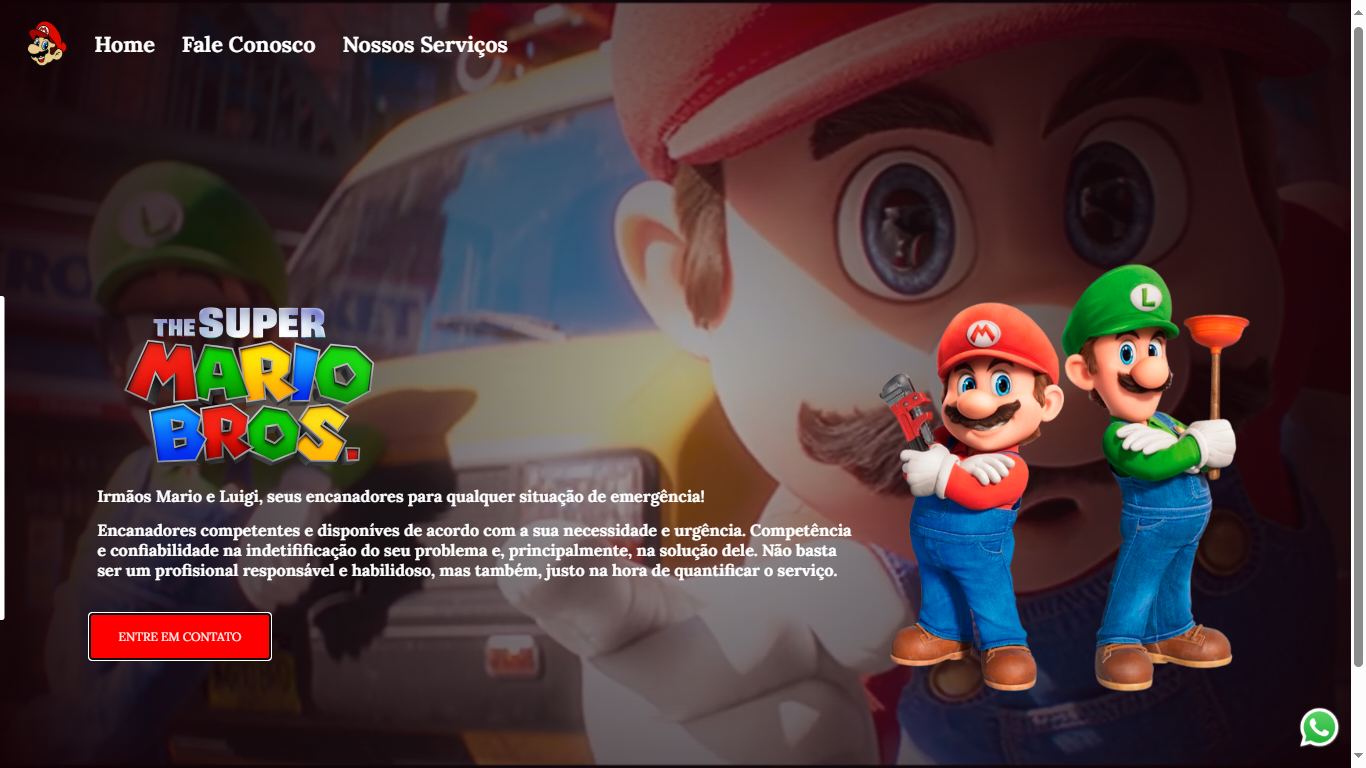 Home Fale Conosco Nossos Serviços
THE SUPER
MARIO
BROS.
Irmãos Mario e Luigi, seus encanadores para qualquer situação de emergência!
Encanadores competentes e disponíves de acordo com a sua necessidade e urgência. Competência
e confiabilidade na indetifificação do seu problema e, principalmente, na solução dele. Não basta
ser um profisional responsável e habilidoso, mas também, justo na hora de quantificar o serviço.
ENTRE EM CONTATO
M
L
L